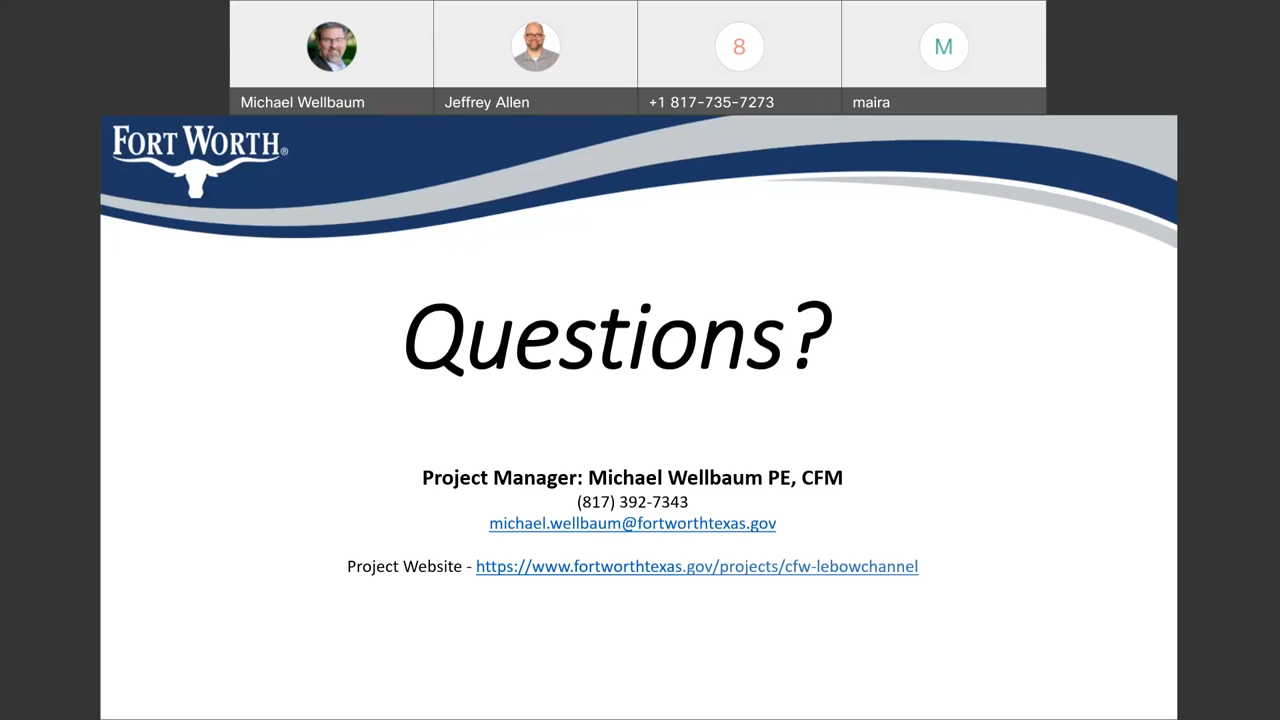 8
M
Michael Wellbaum
Jeffrey Allen
+1 817-735-7273
maira
FORT WORTH®
Questions?
Project Manager: Michael Wellbaum PE, CFM
(817) 392-7343
michael.wellbaum@fortworthtexas.gov
Project Website - https://www.fortworthtexas.gov/projects/cfw-lebowchannel